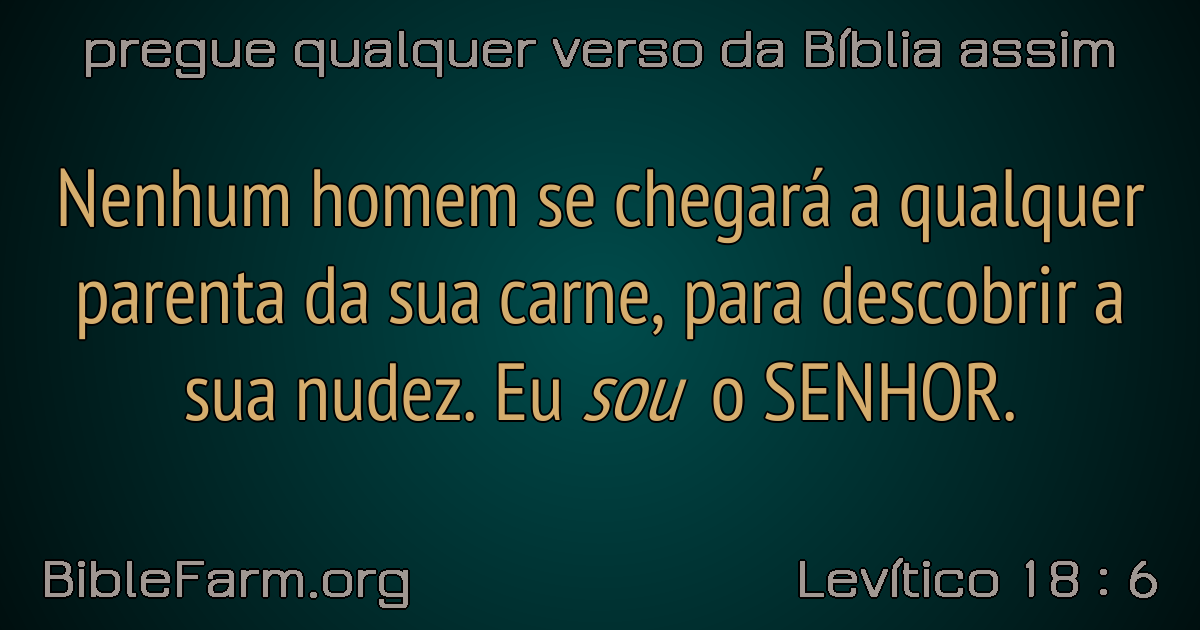 pregue qualquer verso da Bíblia assim
Nenhum homem se chegará a qualquer
parenta da sua carne, para descobrir a
sua nudez. Eu sou o SENHOR.
BibleFarm.org
Levítico 18 : 6